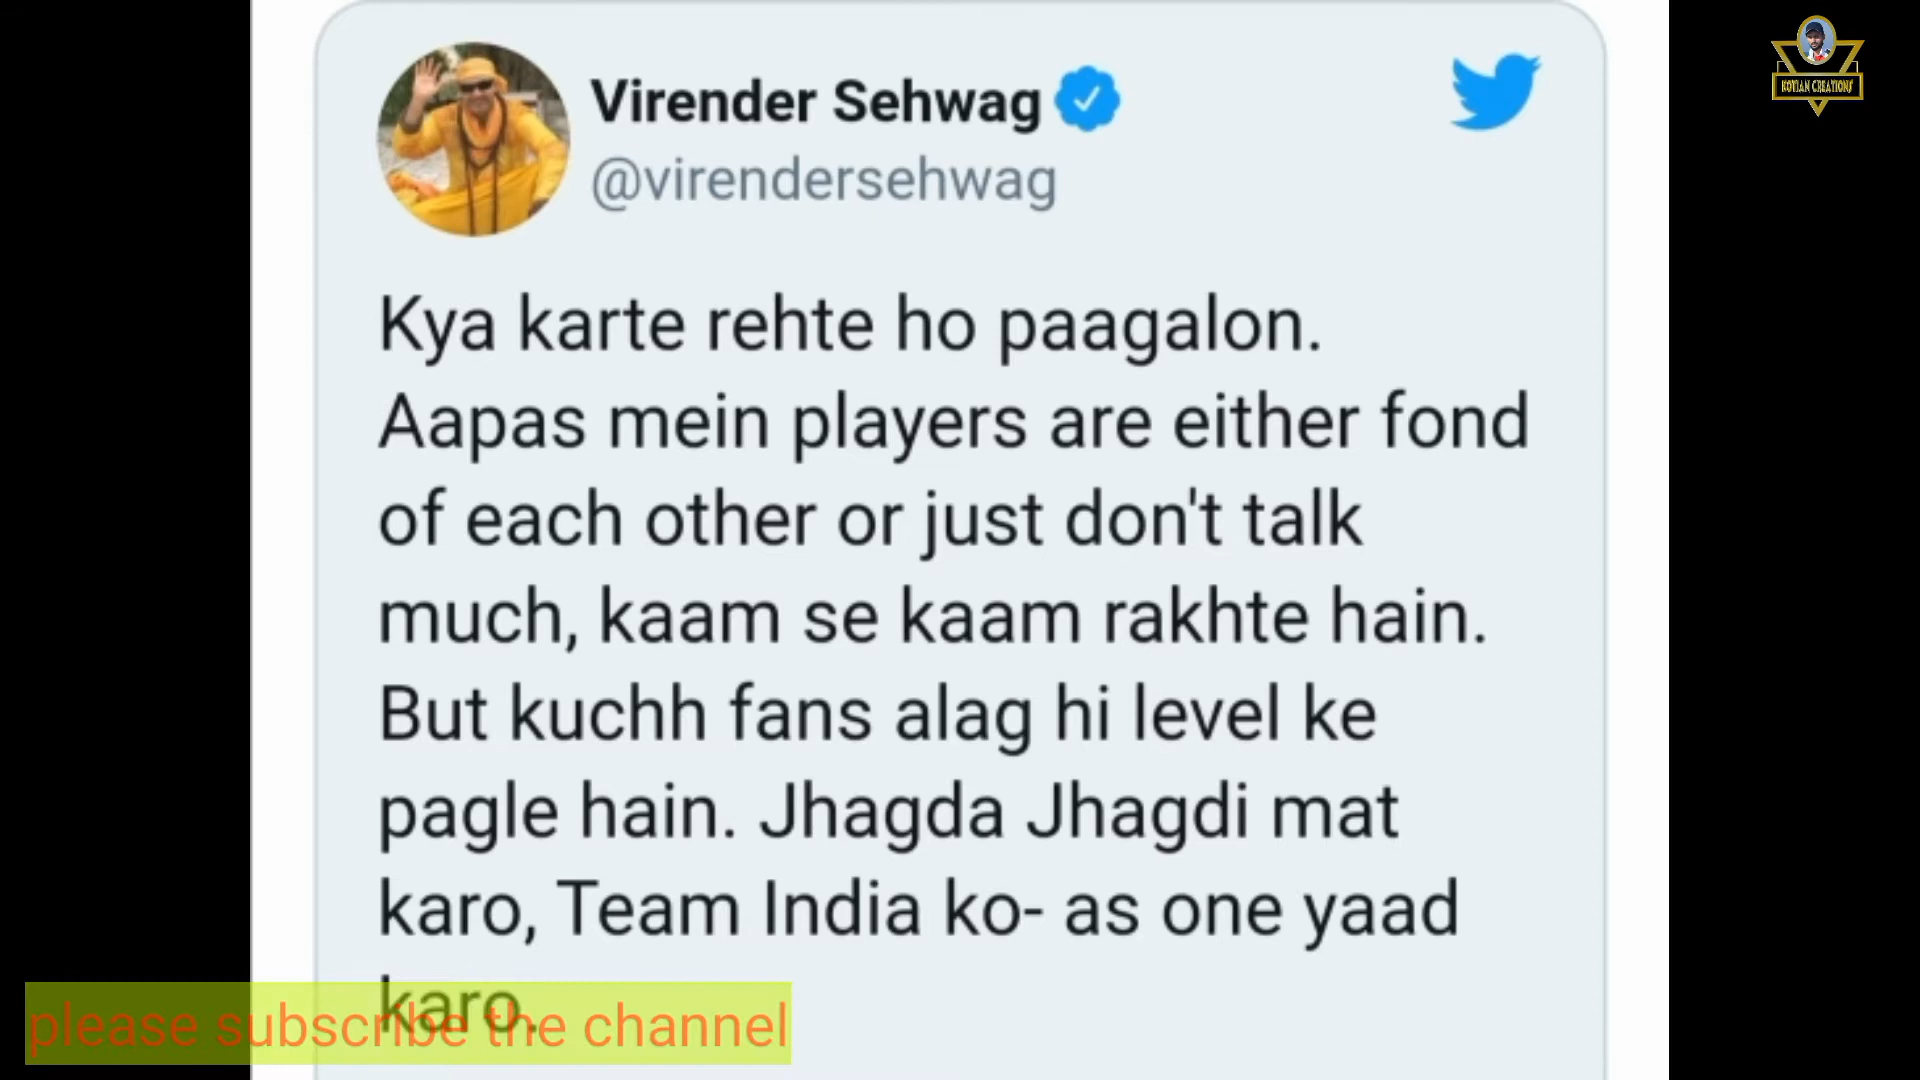 Virender Sehwag
@virendersehwag
KOTIAN CREATIONS
Kya karte rehte ho paagalon.
Aapas mein players are either fond
of each other or just don't talk
much, kaam se kaam rakhte hain.
But kuchh fans alag hi level ke
pagle hain. Jhagda Jhagdi mat
karo, Team India ko- as one yaad
karo.
please subscribe the channel